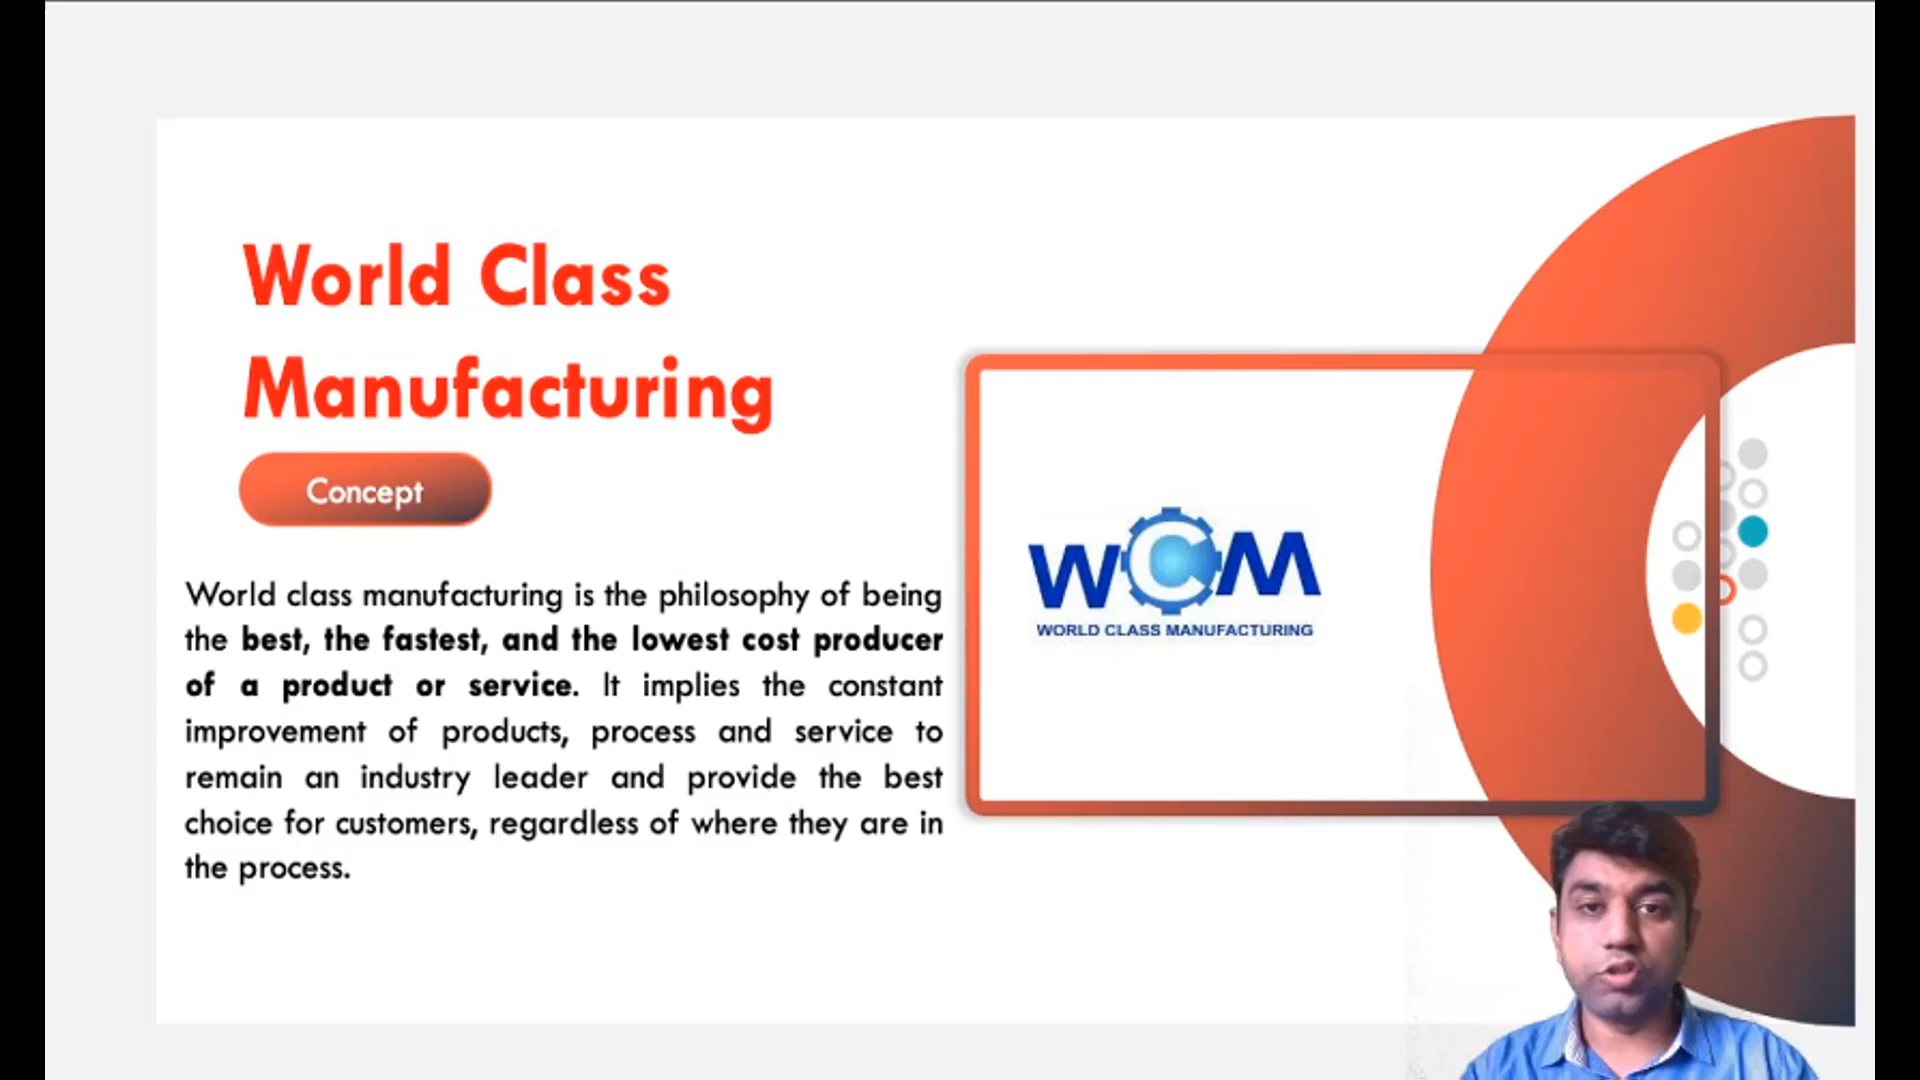 World Class
Manufacturing
Concept
World class manufacturing is the philosophy of being
the best, the fastest, and the lowest cost producer
of a product or service. It implies the constant
improvement of products, process and service to
remain an industry leader and provide the best
choice for customers, regardless of where they are in
the process.
WCM
WORLD CLASS MANUFACTURING